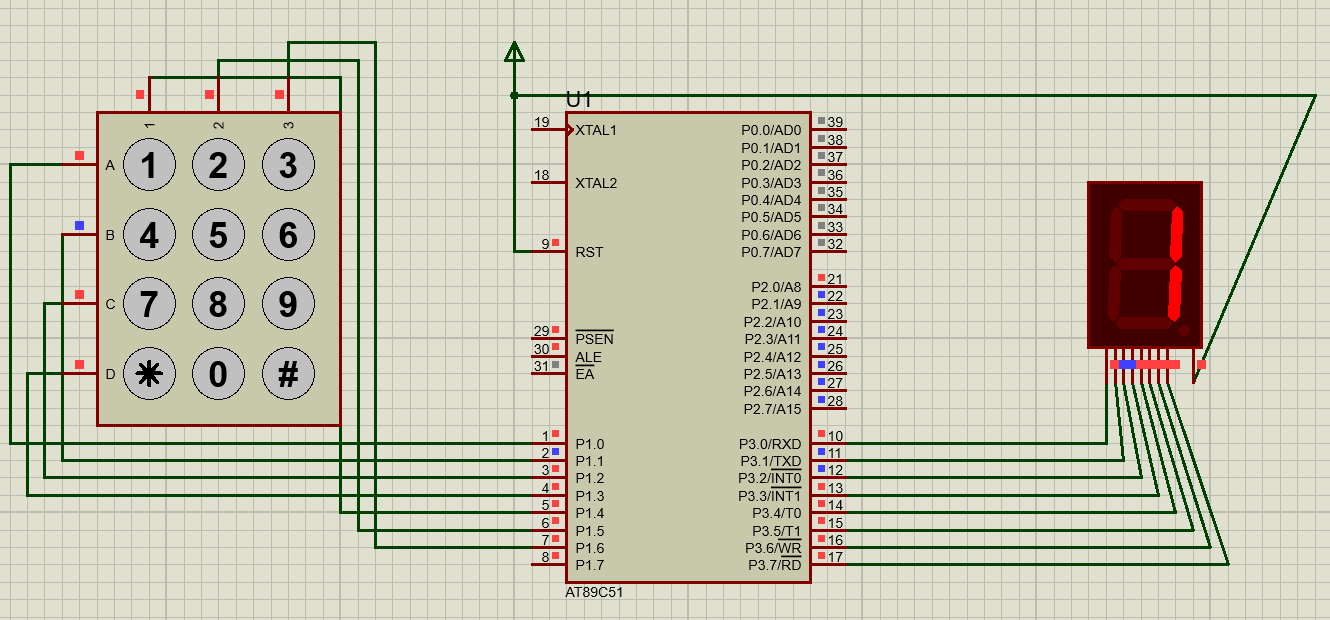 U1
1 2 3
A 1 2 3
B 4 5 6
C 7 8 9
D * 0 #
19 XTAL1
18 XTAL2
9 RST
29 PSEN
30 ALE
31 EA
1 P1.0
2 P1.1
3 P1.2
4 P1.3
5 P1.4
6 P1.5
7 P1.6
8 P1.7
P0.0/AD0 39
P0.1/AD1 38
P0.2/AD2 37
P0.3/AD3 36
P0.4/AD4 35
P0.5/AD5 34
P0.6/AD6 33
P0.7/AD7 32
P2.0/A8 21
P2.1/A9 22
P2.2/A10 23
P2.3/A11 24
P2.4/A12 25
P2.5/A13 26
P2.6/A14 27
P2.7/A15 28
P3.0/RXD 10
P3.1/TXD 11
P3.2/INT0 12
P3.3/INT1 13
P3.4/T0 14
P3.5/T1 15
P3.6/WR 16
P3.7/RD 17
AT89C51
1